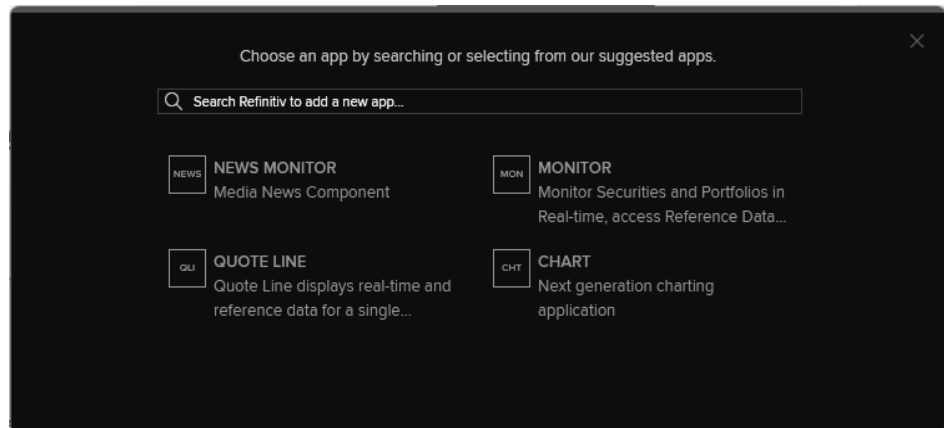 Choose an app by searching or selecting from our suggested apps.
Search Refinitiv to add a new app...
NEWS
NEWS MONITOR
Media News Component
MON
MONITOR
Monitor Securities and Portfolios in
Real-time, access Reference Data...
QLI
QUOTE LINE
Quote Line displays real-time and
reference data for a single...
CHT
CHART
Next generation charting
application